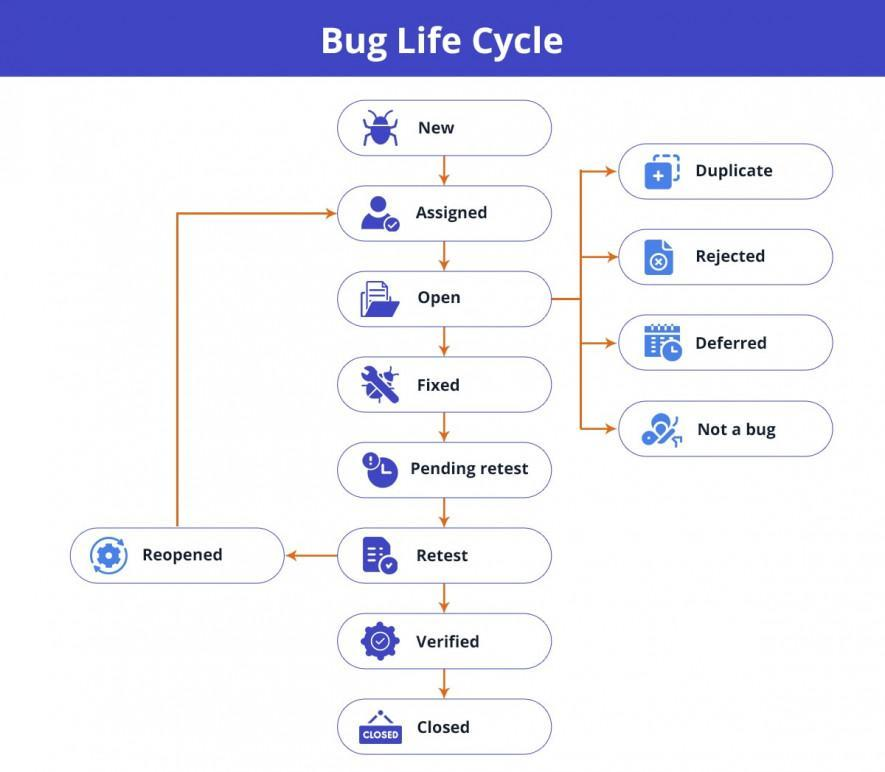 Bug Life Cycle
New
Duplicate
Assigned
Rejected
Open
Deferred
Fixed
Not a bug
Pending retest
Reopened
Retest
Verified
CLOSED
Closed